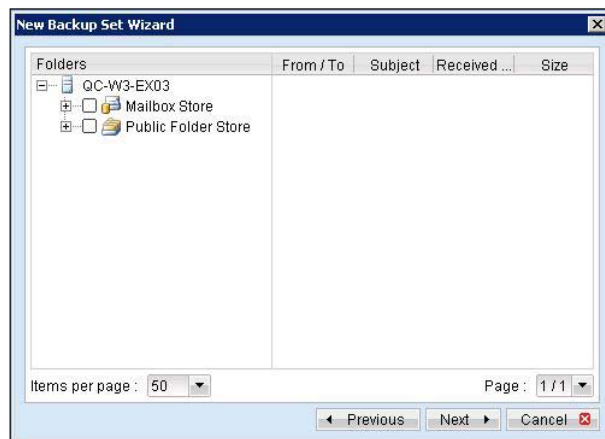 New Backup Set Wizard
Folders From / To Subject Received ... Size
QC-W3-EX03
Mailbox Store
Public Folder Store
Items per page : 50 Page : 1 / 1
Previous Next Cancel